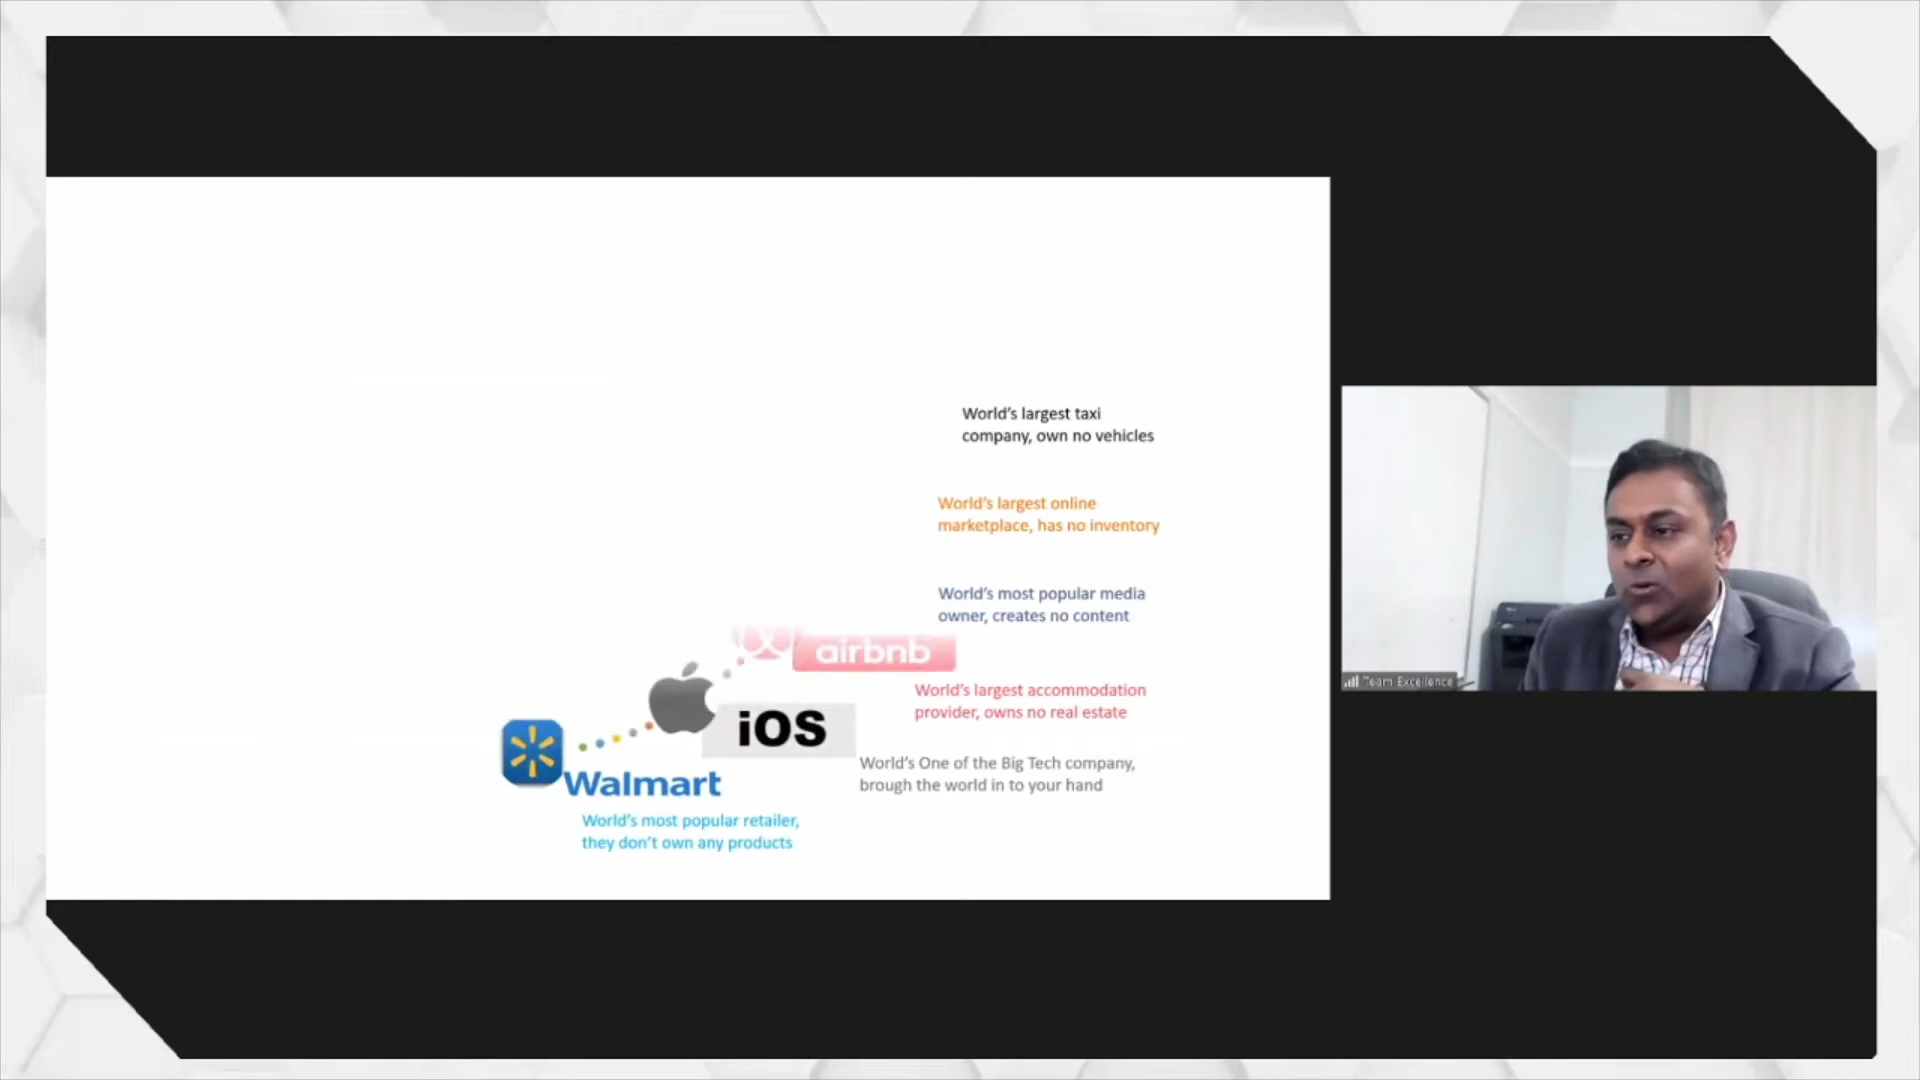 World's largest taxi
company, own no vehicles
World's largest online
marketplace, has no inventory
World's most popular media
owner, creates no content
airbnb
World's largest accommodation
provider, owns no real estate
iOS
World's One of the Big Tech company,
brough the world in to your hand
Walmart
World's most popular retailer,
they don't own any products
Team Excellence